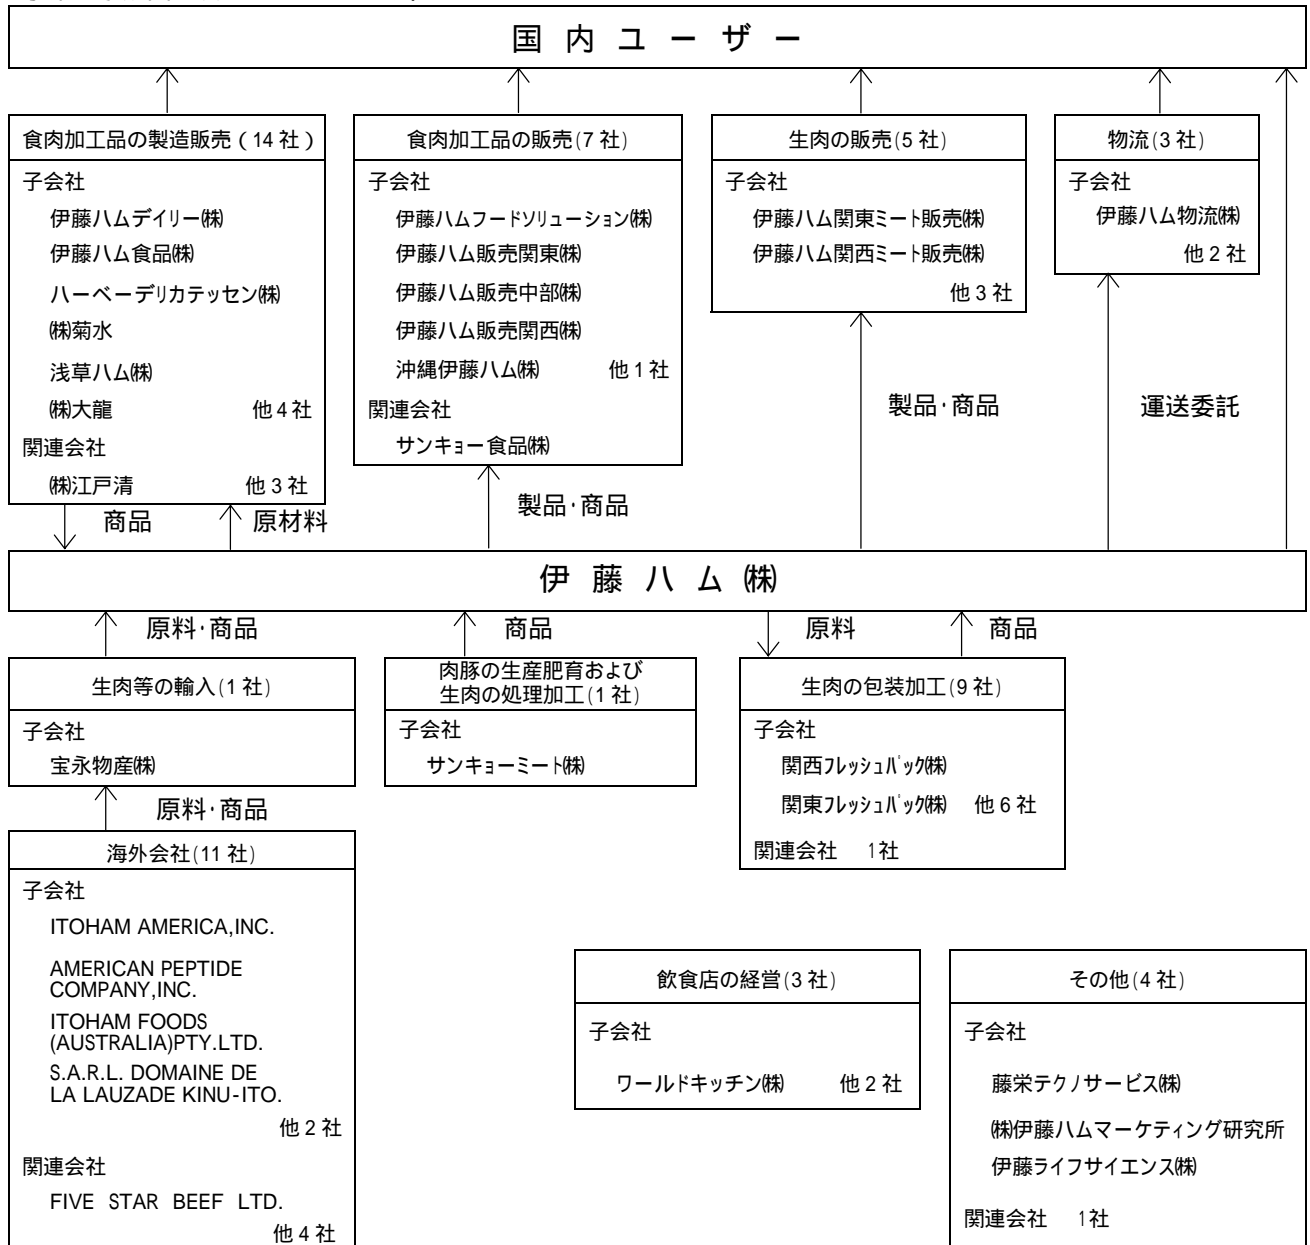 国内ユーザー
食肉加工品の製造販売(14社)
子会社
伊藤ハムデイリー㈱
伊藤ハム食品㈱
ハーベーデリカテッセン㈱
㈱菊水
浅草ハム㈱
㈱大龍 他4社
関連会社
㈱江戸清 他3社
食肉加工品の販売(7社)
子会社
伊藤ハムフードソリューション㈱
伊藤ハム販売関東㈱
伊藤ハム販売中部㈱
伊藤ハム販売関西㈱
沖縄伊藤ハム㈱ 他1社
関連会社
サンキョー食品㈱
生肉の販売(5社)
子会社
伊藤ハム関東ミート販売㈱
伊藤ハム関西ミート販売㈱
他3社
物流(3社)
子会社
伊藤ハム物流㈱
他2社
商品
原材料
製品・商品
製品・商品
運送委託
伊藤ハム㈱
原料・商品
商品
原料
商品
生肉等の輸入(1社)
子会社
宝永物産㈱
肉豚の生産肥育および
生肉の処理加工(1社)
子会社
サンキョーミート㈱
生肉の包装加工(9社)
子会社
関西フレッシュパック㈱
関東フレッシュパック㈱ 他6社
関連会社 1社
原料・商品
海外会社(11社)
子会社
ITOHAM AMERICA,INC.
AMERICAN PEPTIDE
COMPANY,INC.
ITOHAM FOODS
(AUSTRALIA)PTY.LTD.
S.A.R.L. DOMAINE DE
LA LAUZADE KINU-ITO.
他2社
関連会社
FIVE STAR BEEF LTD.
他4社
飲食店の経営(3社)
子会社
ワールドキッチン㈱ 他2社
その他(4社)
子会社
藤栄テクノサービス㈱
㈱伊藤ハムマーケティング研究所
伊藤ライフサイエンス㈱
関連会社 1社